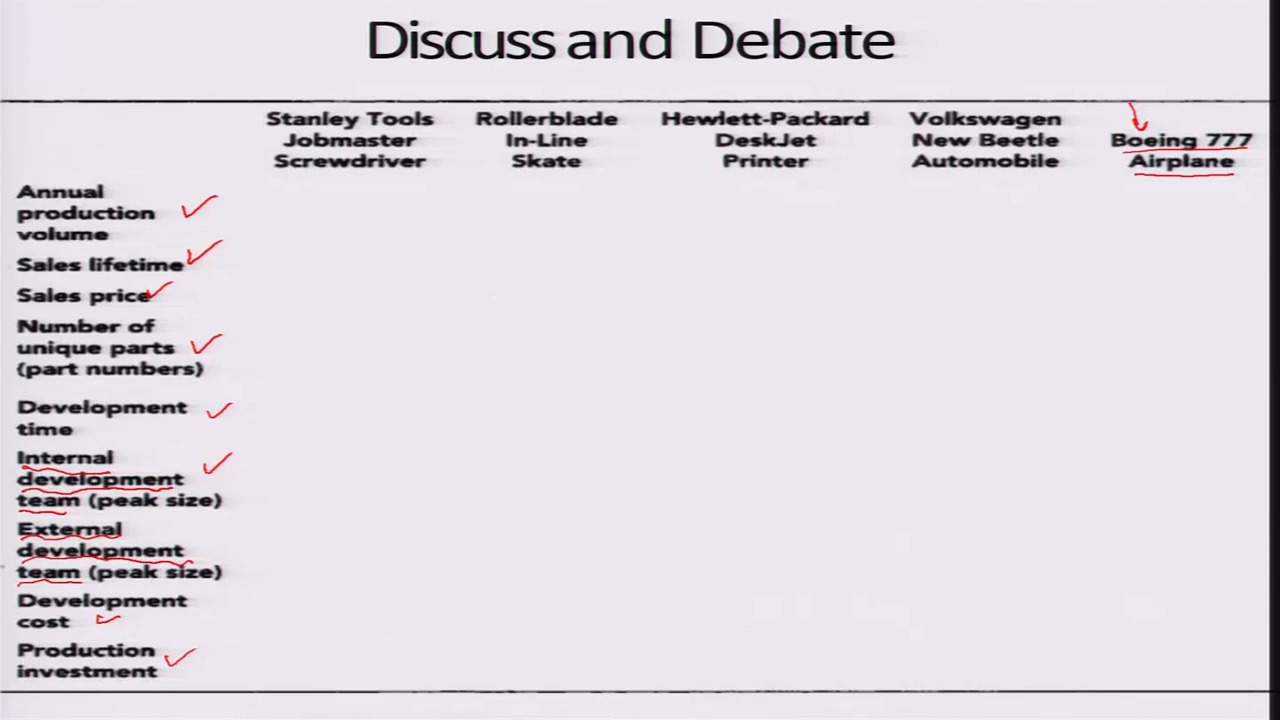 Discuss and Debate
Stanley Tools Rollerblade Hewlett-Packard Volkswagen
Jobmaster In-Line DeskJet New Beetle Boeing 777
Screwdriver Skate Printer Automobile Airplane
Annual
production
volume
Sales lifetime
Sales price
Number of
unique parts
(part numbers)
Development
time
Internal
development
team (peak size)
External
development
team (peak size)
Development
cost
Production
investment